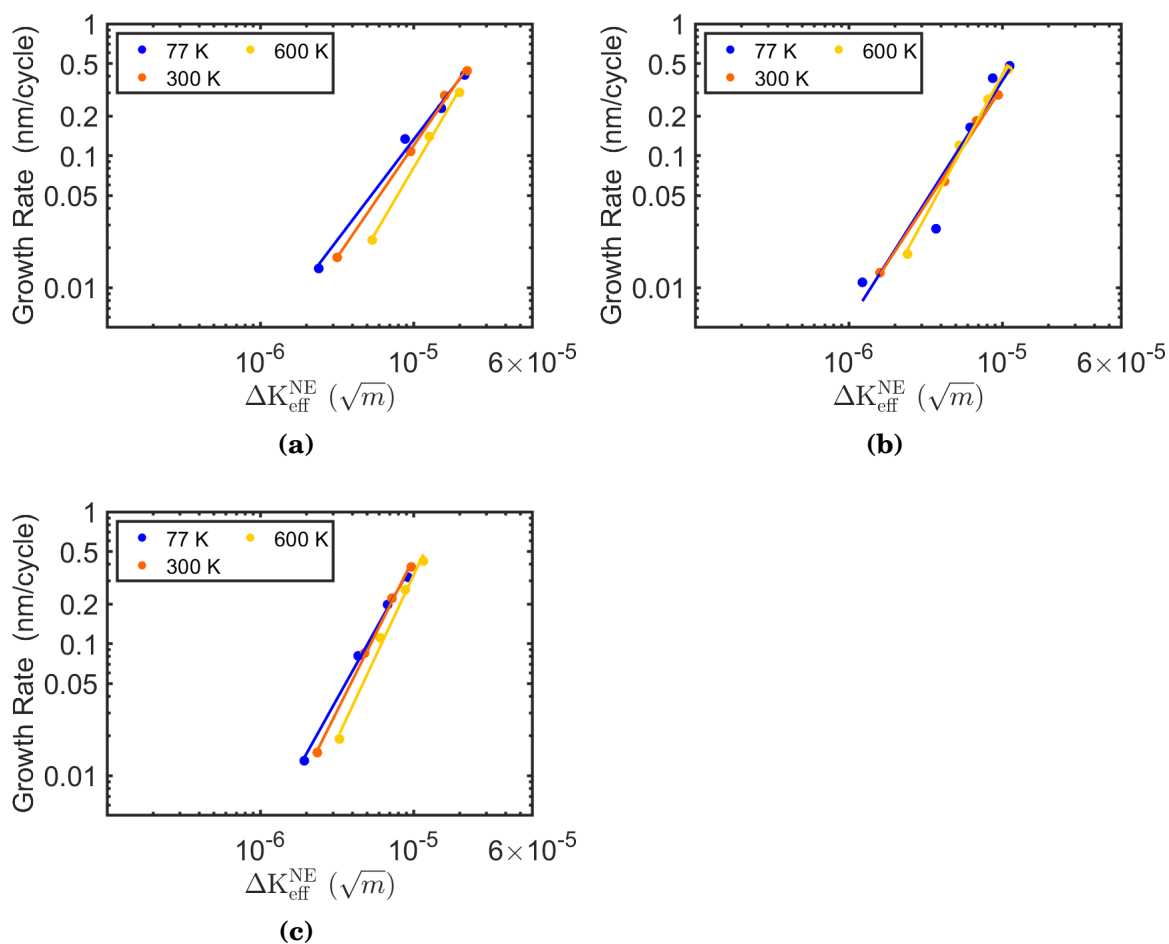 1
0.5
0.2
0.1
0.05
0.01
Growth Rate (nm/cycle)
77 K
300 K
600 K
10⁻⁶
10⁻⁵
6×10⁻⁵
ΔK_eff^NE (√m)
(a)
1
0.5
0.2
0.1
0.05
0.01
Growth Rate (nm/cycle)
77 K
300 K
600 K
10⁻⁶
10⁻⁵
6×10⁻⁵
ΔK_eff^NE (√m)
(b)
1
0.5
0.2
0.1
0.05
0.01
Growth Rate (nm/cycle)
77 K
300 K
600 K
10⁻⁶
10⁻⁵
6×10⁻⁵
ΔK_eff^NE (√m)
(c)